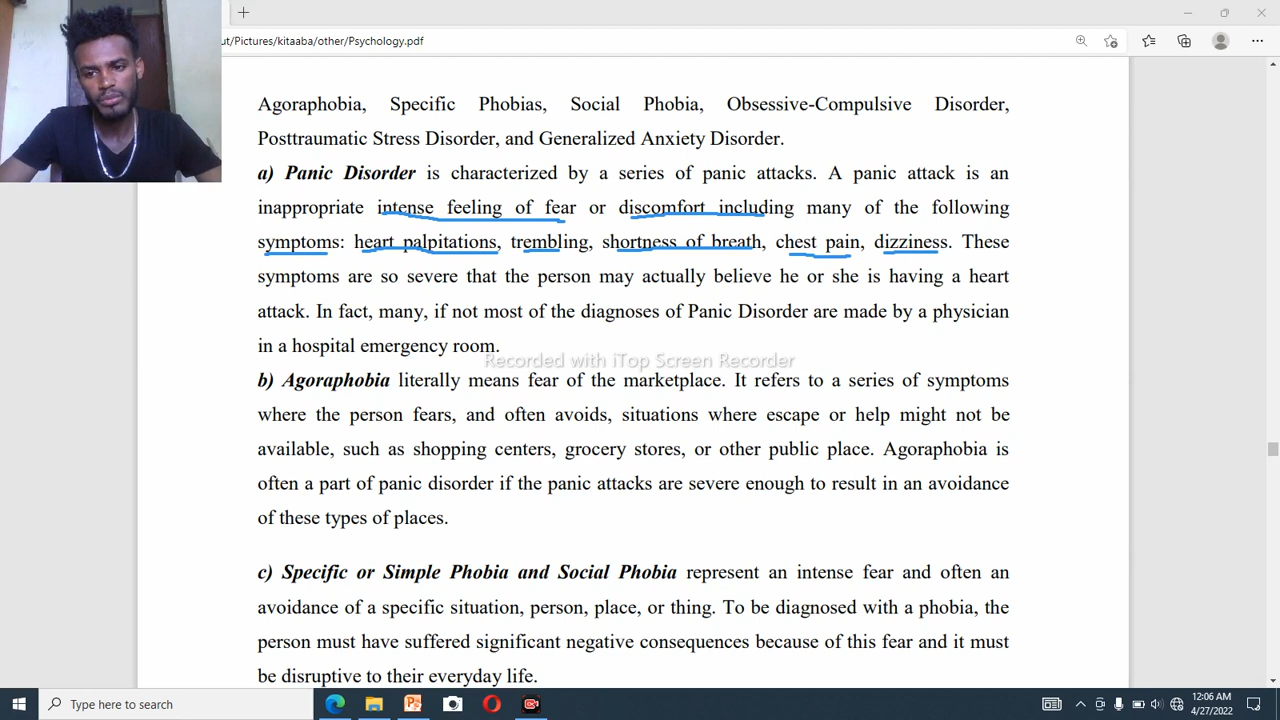 ut/Pictures/kitaaba/other/Psychology.pdf
Agoraphobia, Specific Phobias, Social Phobia, Obsessive-Compulsive Disorder,
Posttraumatic Stress Disorder, and Generalized Anxiety Disorder.
a) Panic Disorder is characterized by a series of panic attacks. A panic attack is an
inappropriate intense feeling of fear or discomfort including many of the following
symptoms: heart palpitations, trembling, shortness of breath, chest pain, dizziness. These
symptoms are so severe that the person may actually believe he or she is having a heart
attack. In fact, many, if not most of the diagnoses of Panic Disorder are made by a physician
in a hospital emergency room.
Recorded with iTop Screen Recorder
b) Agoraphobia literally means fear of the marketplace. It refers to a series of symptoms
where the person fears, and often avoids, situations where escape or help might not be
available, such as shopping centers, grocery stores, or other public place. Agoraphobia is
often a part of panic disorder if the panic attacks are severe enough to result in an avoidance
of these types of places.
c) Specific or Simple Phobia and Social Phobia represent an intense fear and often an
avoidance of a specific situation, person, place, or thing. To be diagnosed with a phobia, the
person must have suffered significant negative consequences because of this fear and it must
be disruptive to their everyday life.
Type here to search
12:06 AM
4/27/2022